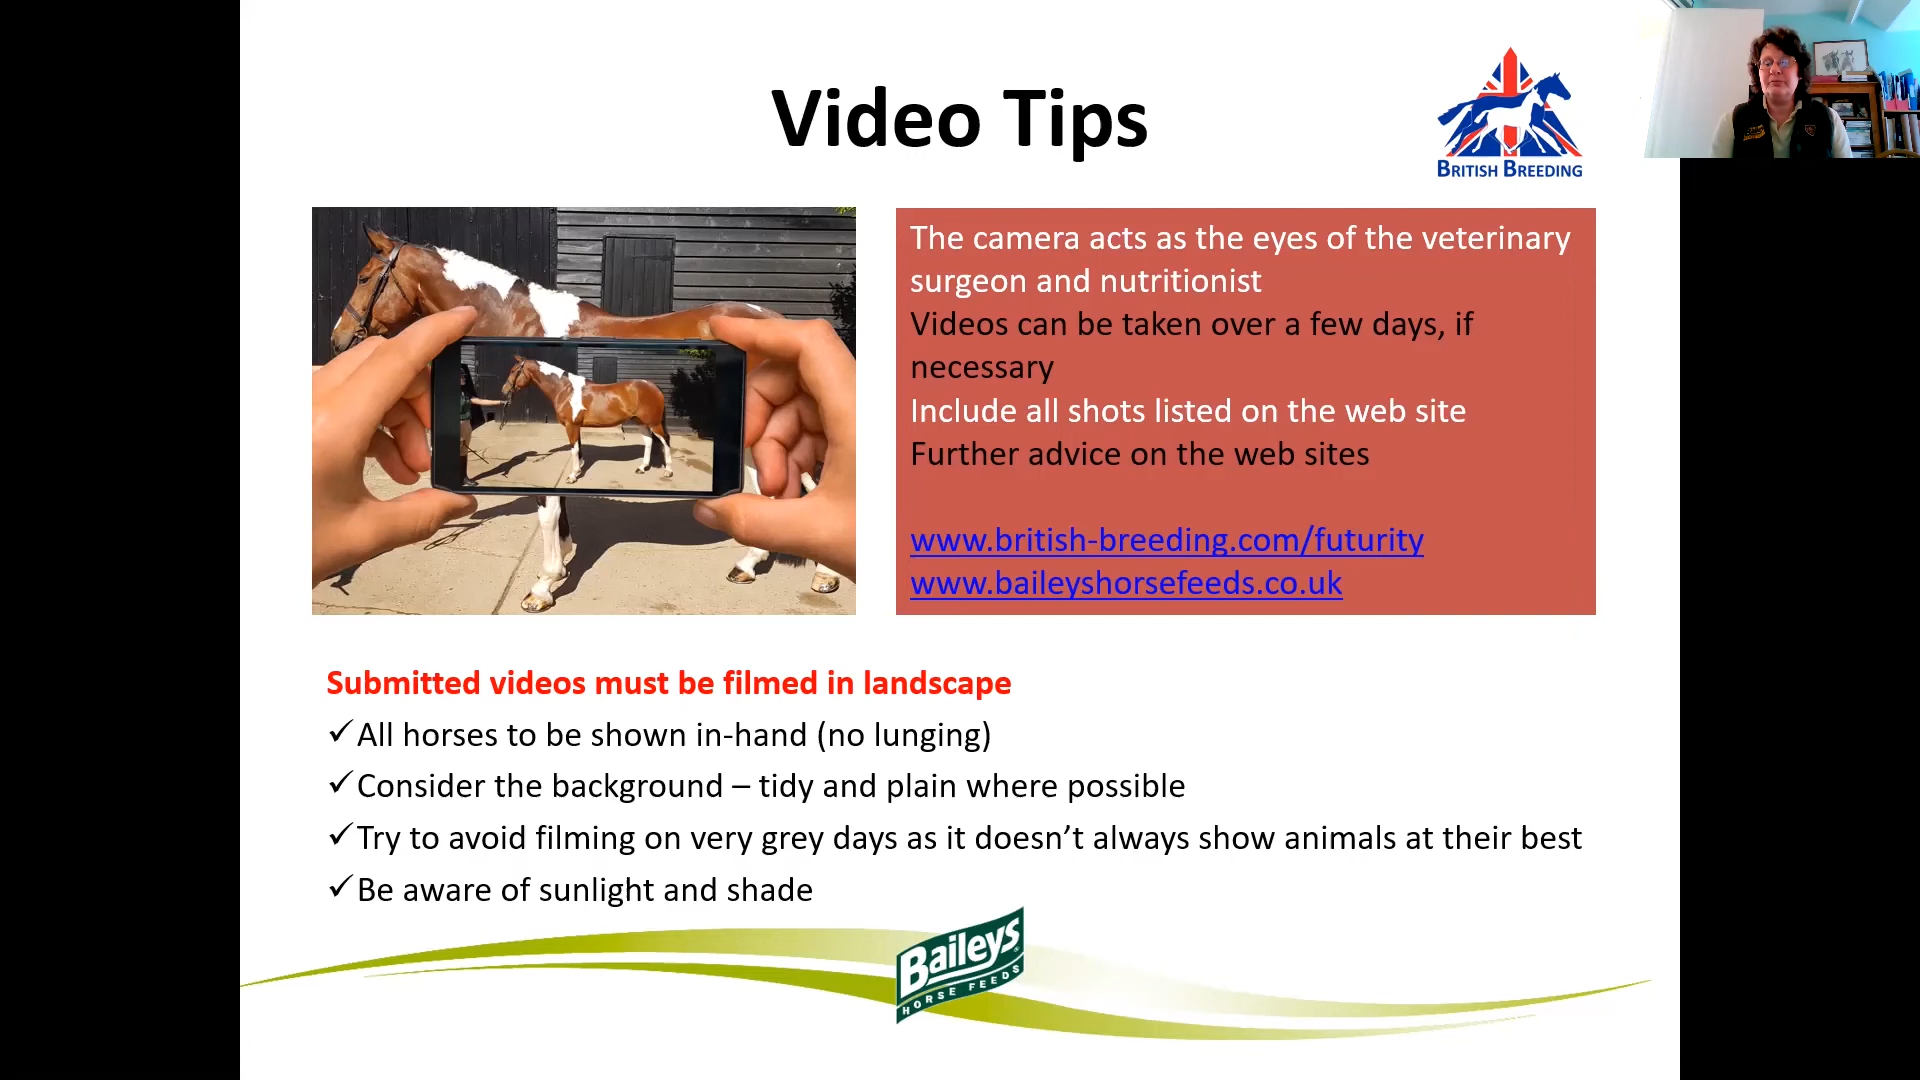 Video Tips
BRITISH BREEDING
The camera acts as the eyes of the veterinary
surgeon and nutritionist
Videos can be taken over a few days, if
necessary
Include all shots listed on the web site
Further advice on the web sites
www.british-breeding.com/futurity
www.baileyshorsefeeds.co.uk
Submitted videos must be filmed in landscape
✓All horses to be shown in-hand (no lunging)
✓Consider the background – tidy and plain where possible
✓Try to avoid filming on very grey days as it doesn’t always show animals at their best
✓Be aware of sunlight and shade
Baileys
HORSE FEEDS